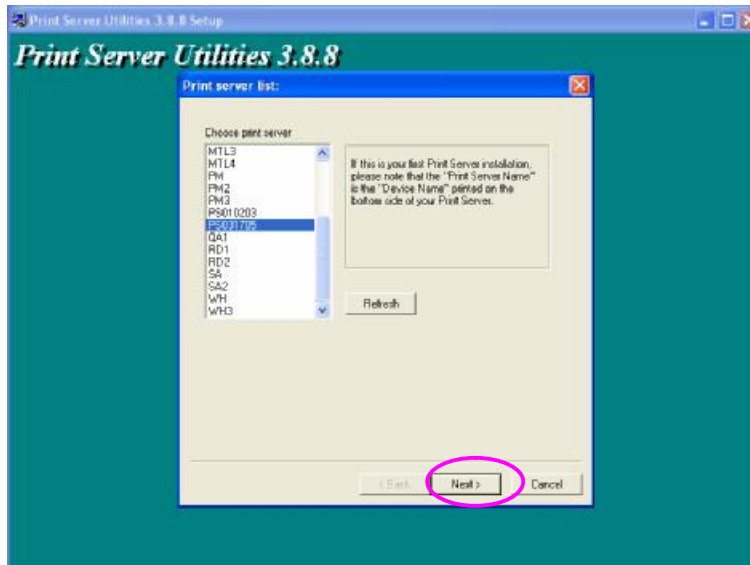 Print Server Utilities 3.8.8 Setup
Print Server Utilities 3.8.8
Print server list:
Choose print server
MTL3
MTL4
PM
PM2
PM3
PS010203
PS031705
QA1
RD1
RD2
SA
SA2
WH
WH3
If this is your first Print Server installation,
please note that the "Print Server Name"
is the "Device Name" printed on the
bottom side of your Print Server.
Refresh
< Back
Next >
Cancel